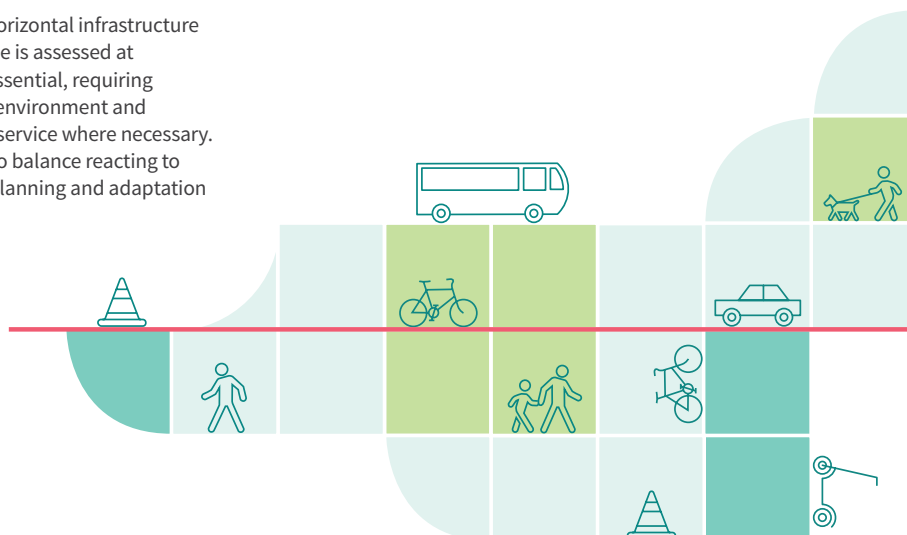 orizontal infrastructure
e is assessed at
ssential, requiring
environment and
service where necessary.
o balance reacting to
lanning and adaptation